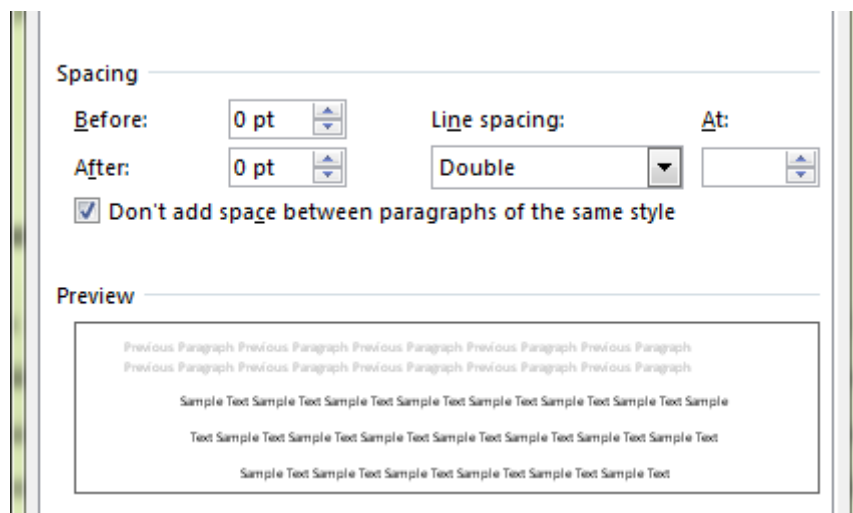 Spacing
Before: 0 pt Line spacing: At:
After: 0 pt Double
Don't add space between paragraphs of the same style
Preview
Previous Paragraph Previous Paragraph Previous Paragraph Previous Paragraph Previous Paragraph
Previous Paragraph Previous Paragraph Previous Paragraph Previous Paragraph Previous Paragraph
Sample Text Sample Text Sample Text Sample Text Sample Text Sample Text Sample Text Sample
Text Sample Text Sample Text Sample Text Sample Text Sample Text Sample Text Sample Text
Sample Text Sample Text Sample Text Sample Text Sample Text Sample Text